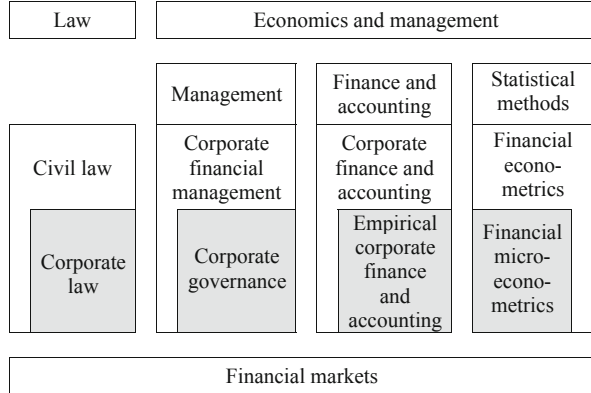 Law
Economics and management
Management
Finance and
accounting
Statistical
methods
Civil law
Corporate
financial
management
Corporate
finance and
accounting
Financial
econo-
metrics
Corporate
law
Corporate
governance
Empirical
corporate
finance
and
accounting
Financial
micro-
econo-
metrics
Financial markets